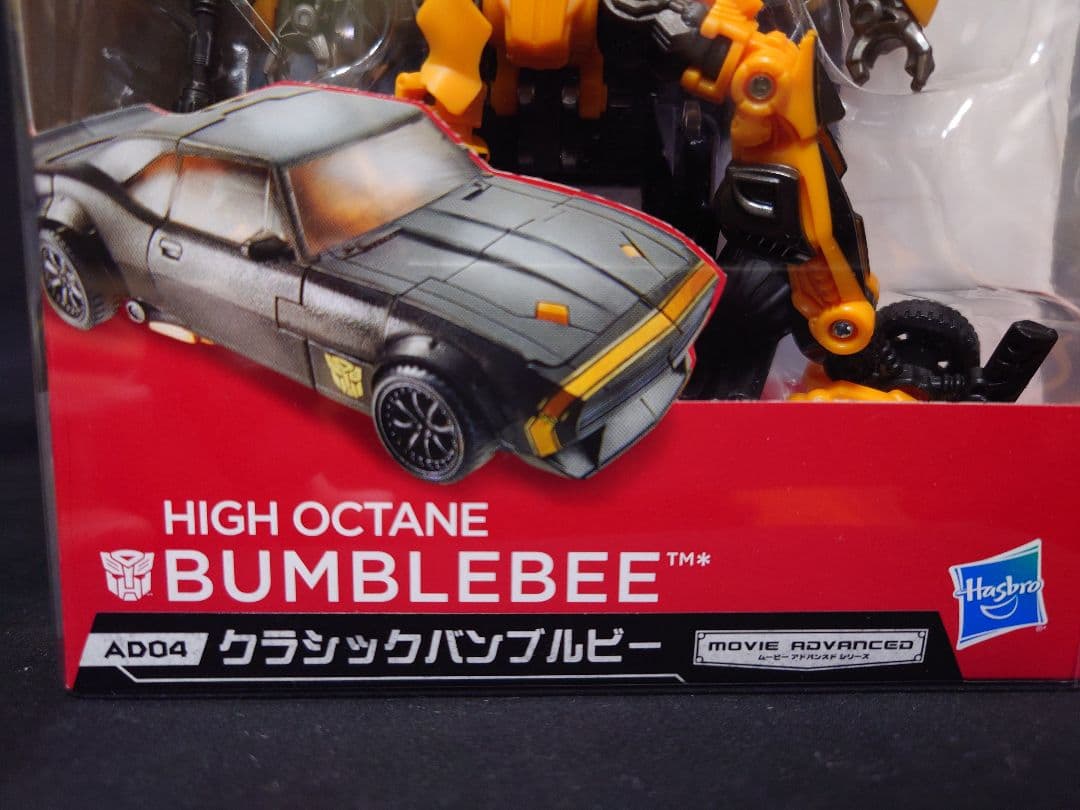 HIGH OCTANE
BUMBLEBEE™*
Hasbro
AD04 クラシックバンブルビー
MOVIE ADVANCED
ムービー アドバンスド シリーズ